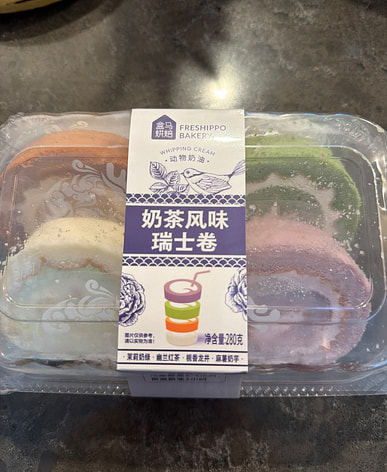 盒马
烘焙
FRESHIPPO
BAKERY
WHIPPING CREAM
·动物奶油·
奶茶风味
瑞士卷
图片仅供参考,
请以实物为准!
净含量:280克
·茉莉奶绿·幽兰红茶·栀香龙井·麻薯奶芋·